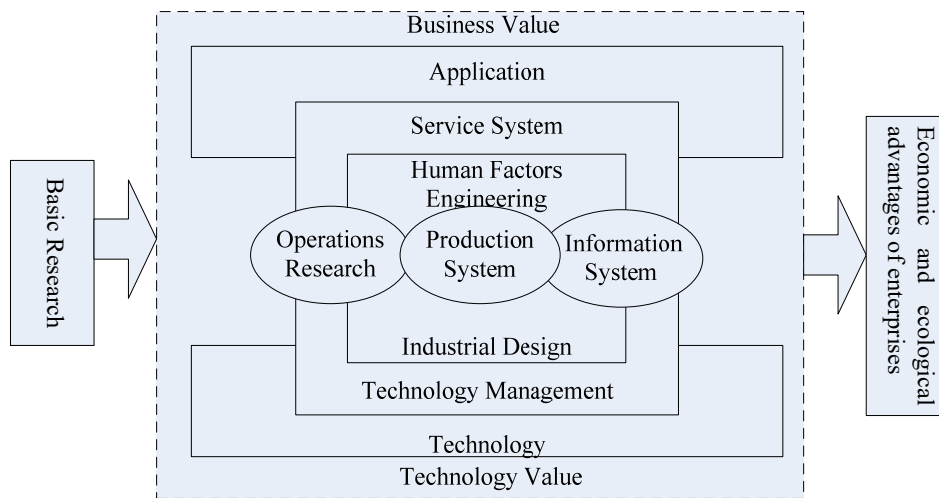 Business Value
Application
Service System
Human Factors
Engineering
Basic Research
Operations
Research
Production
System
Information
System
Economic and ecological
advantages of enterprises
Industrial Design
Technology Management
Technology
Technology Value